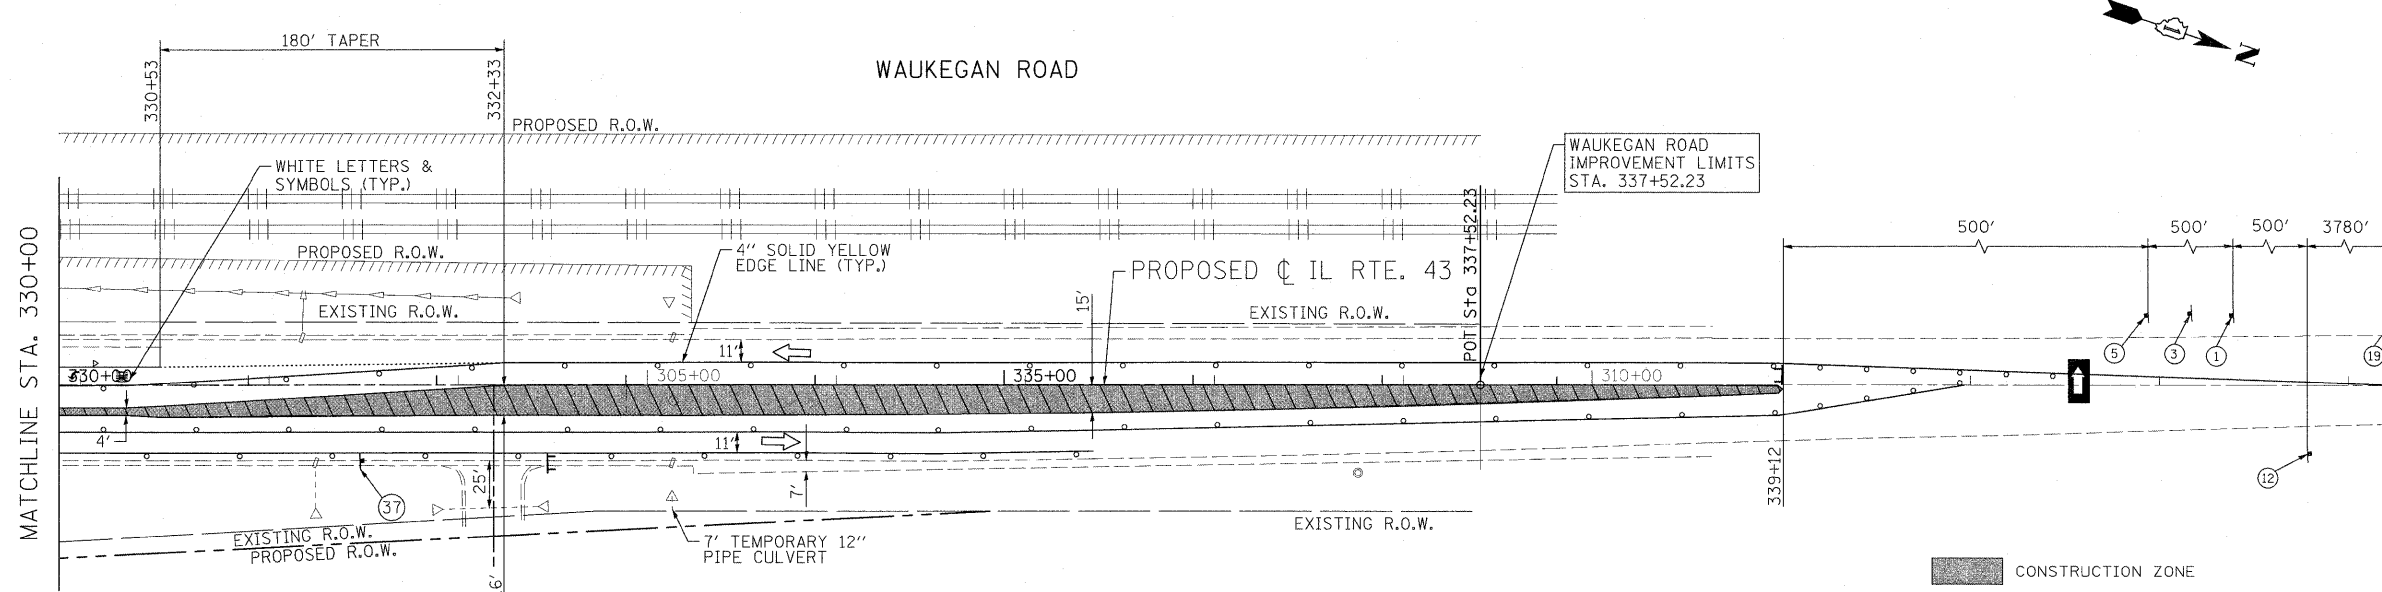 180' TAPER
WAUKEGAN ROAD
N
330+53
332+33
PROPOSED R.O.W.
WHITE LETTERS &
SYMBOLS (TYP.)
WAUKEGAN ROAD
IMPROVEMENT LIMITS
STA. 337+52.23
MATCHLINE STA. 330+00
PROPOSED R.O.W.
4" SOLID YELLOW
EDGE LINE (TYP.)
PROPOSED ℄ IL RTE. 43
POT Sta 337+52.23
500'
500'
500'
3780'
EXISTING R.O.W.
15'
EXISTING R.O.W.
11'
5
3
1
19
330+00
305+00
335+00
310+00
4'
11'
339+12
12
37
25'
7'
EXISTING R.O.W.
PROPOSED R.O.W.
7' TEMPORARY 12"
PIPE CULVERT
EXISTING R.O.W.
6'
CONSTRUCTION ZONE